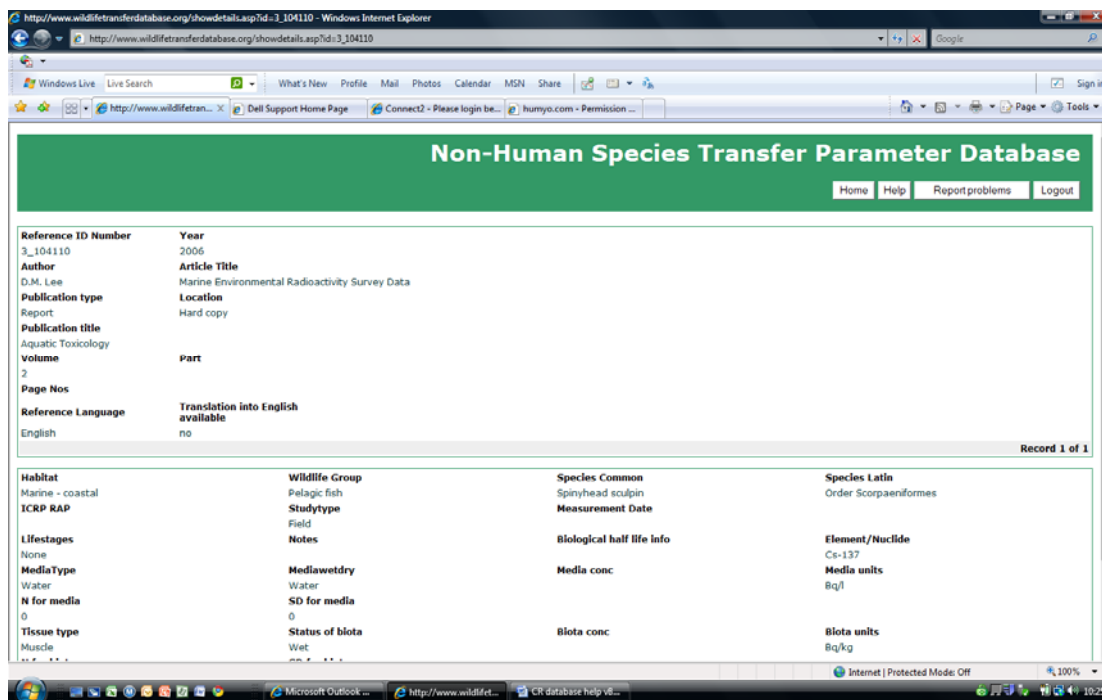 http://www.wildlifetransferdatabase.org/showdetails.asp?id=3_104110 - Windows Internet Explorer
http://www.wildlifetransferdatabase.org/showdetails.asp?id=3_104110 Google
Windows Live Live Search What's New Profile Mail Photos Calendar MSN Share Sign in
http://www.wildlifetran... X Dell Support Home Page Connect2 - Please login be... humyo.com - Permission ... Page Tools
Non-Human Species Transfer Parameter Database
Home Help Report problems Logout
Reference ID Number Year
3_104110 2006
Author Article Title
D.M. Lee Marine Environmental Radioactivity Survey Data
Publication type Location
Report Hard copy
Publication title
Aquatic Toxicology
Volume Part
2
Page Nos
Reference Language Translation into English available
English no
Record 1 of 1
Habitat Wildlife Group Species Common Species Latin
Marine - coastal Pelagic fish Spinyhead sculpin Order Scorpaeniformes
ICRP RAP Studytype Measurement Date
Field
Lifestages Notes Biological half life info Element/Nuclide
None Cs-137
MediaType Mediawetdry Media conc Media units
Water Water Bq/l
N for media SD for media
0 0
Tissue type Status of biota Biota conc Biota units
Muscle Wet Bq/kg
Internet | Protected Mode: Off 100%
Microsoft Outlook ... http://www.wildlifet... CR database help v8...